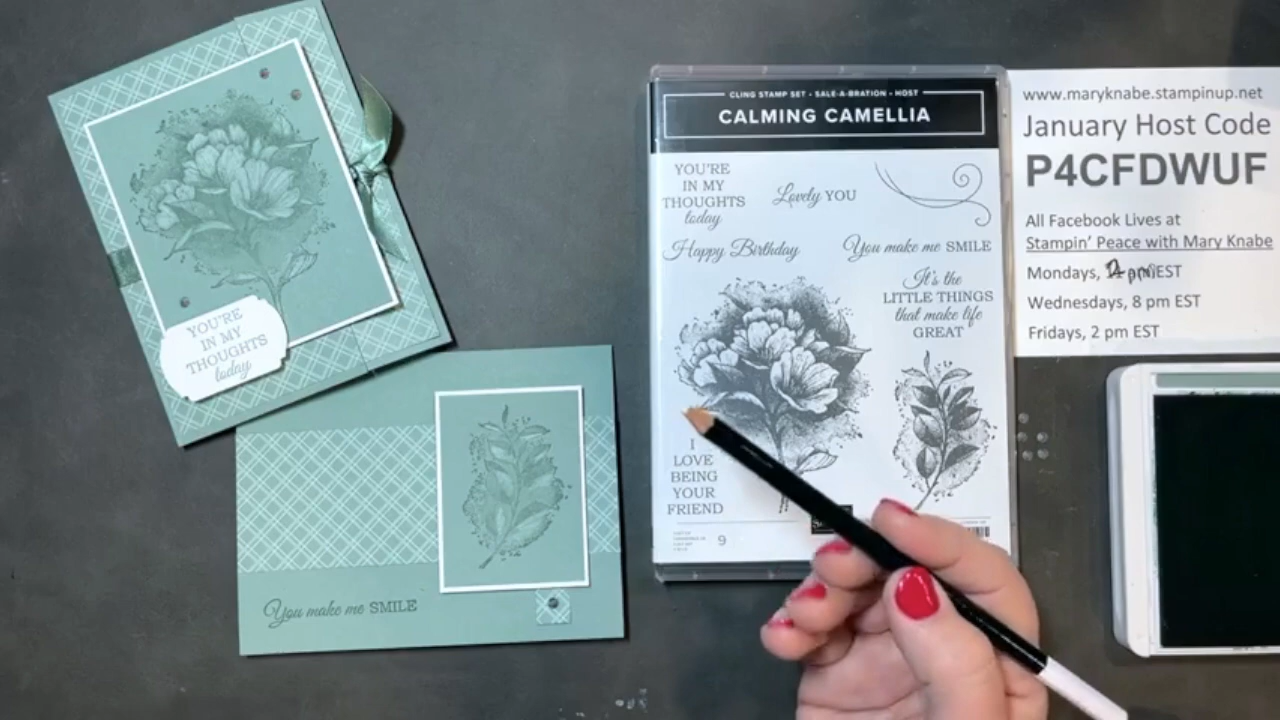 YOU'RE
IN MY
THOUGHTS
today
You make me SMILE
CLING STAMP SET • SALE-A-BRATION • HOST
CALMING CAMELLIA
YOU'RE
IN MY
THOUGHTS
today
Lovely YOU
Happy Birthday
You make me SMILE
It's the
LITTLE THINGS
that make life
GREAT
I
LOVE
BEING
YOUR
FRIEND
9
www.maryknabe.stampinup.net
January Host Code
P4CFDWUF
All Facebook Lives at
Stampin' Peace with Mary Knabe
Mondays, 2 pm EST
Wednesdays, 8 pm EST
Fridays, 2 pm EST